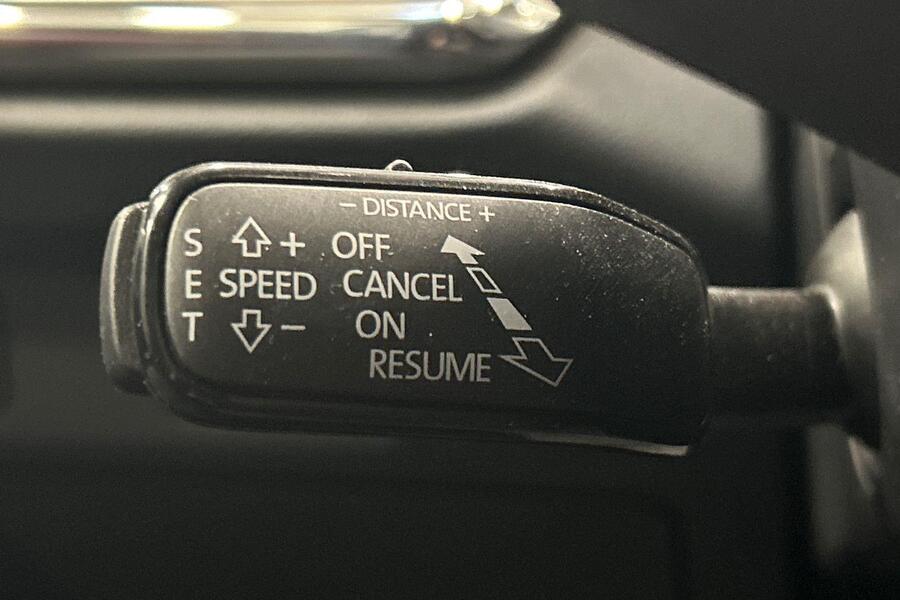 − DISTANCE +
S + OFF
E SPEED CANCEL
T − ON
RESUME